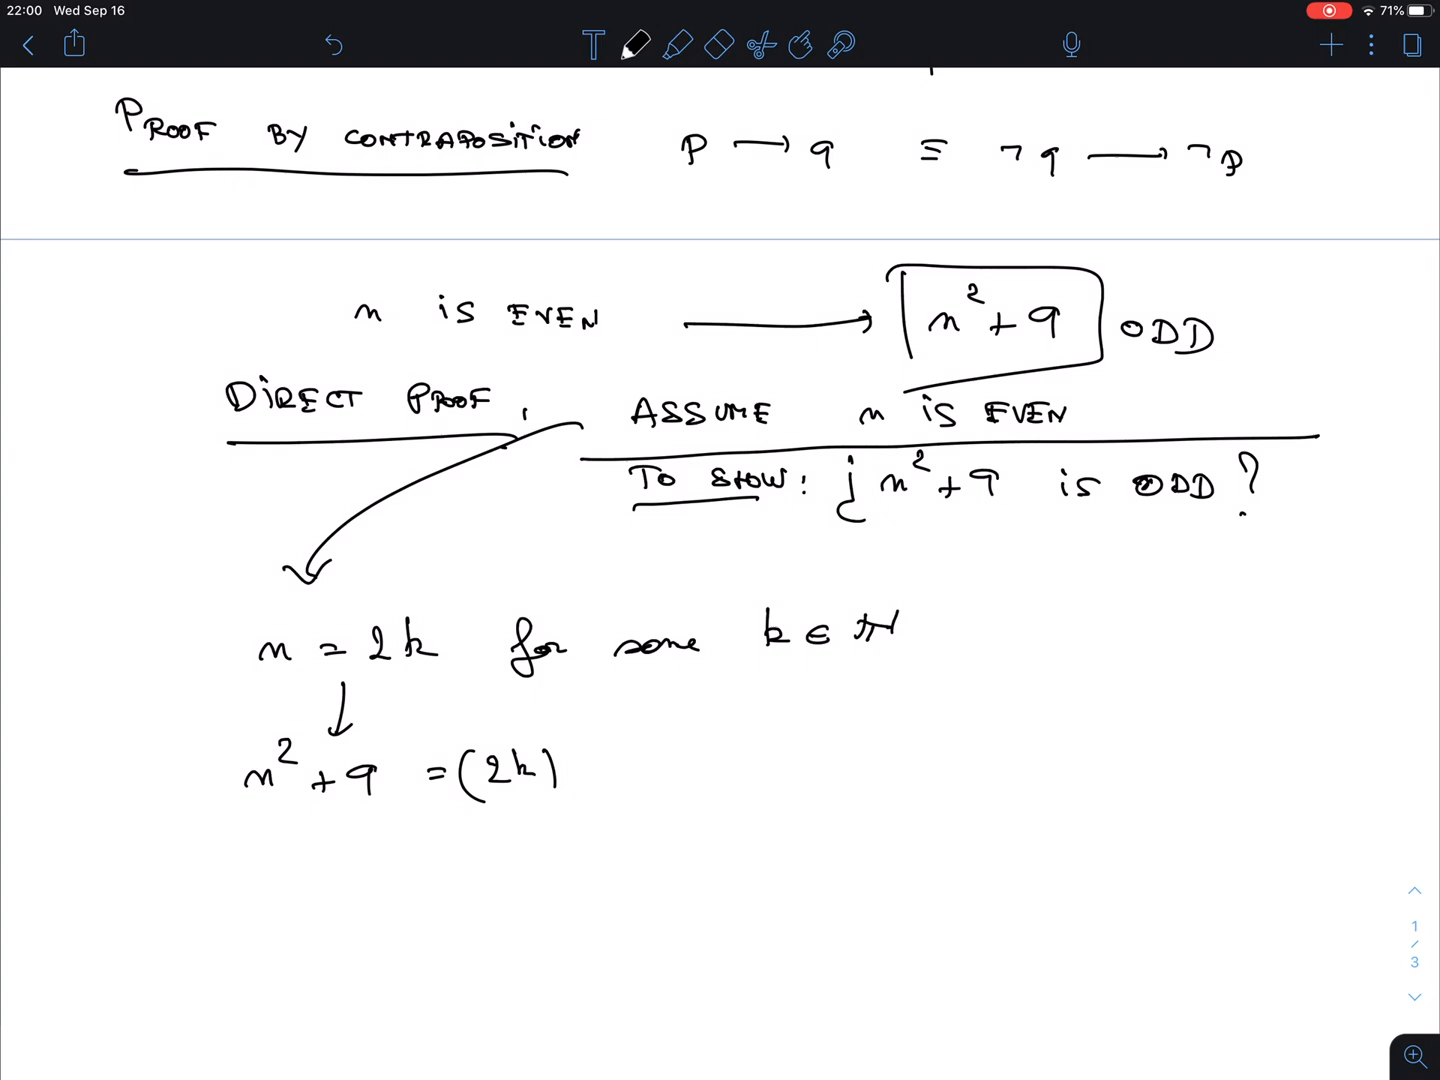 22:00 Wed Sep 16 71%
PROOF BY CONTRAPOSITION P → q ≡ ¬q → ¬P
n is EVEN → n² + 9 ODD
DIRECT PROOF, ASSUME n is EVEN
TO SHOW: ¿ n² + 9 is ODD ?
n = 2k for some k ∈ ℕ
↓
n² + 9 = (2k)
1
/
3